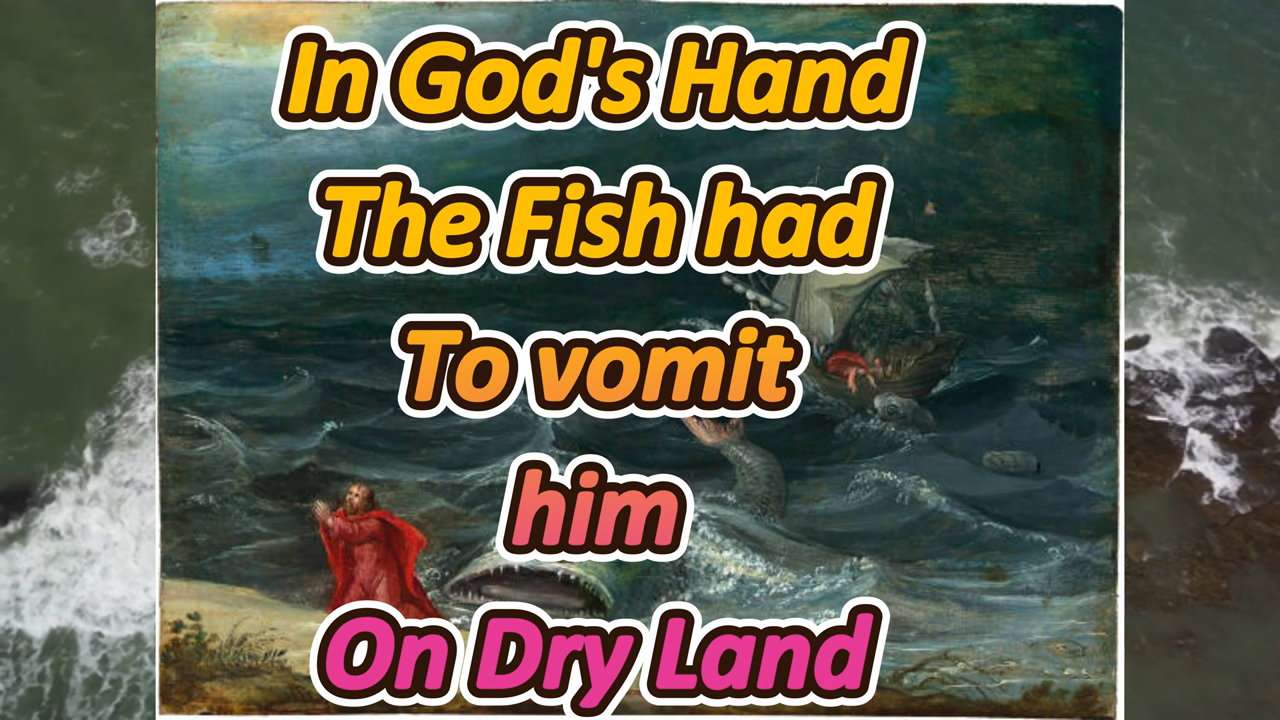 In God's Hand
The Fish had
To vomit
him
On Dry Land